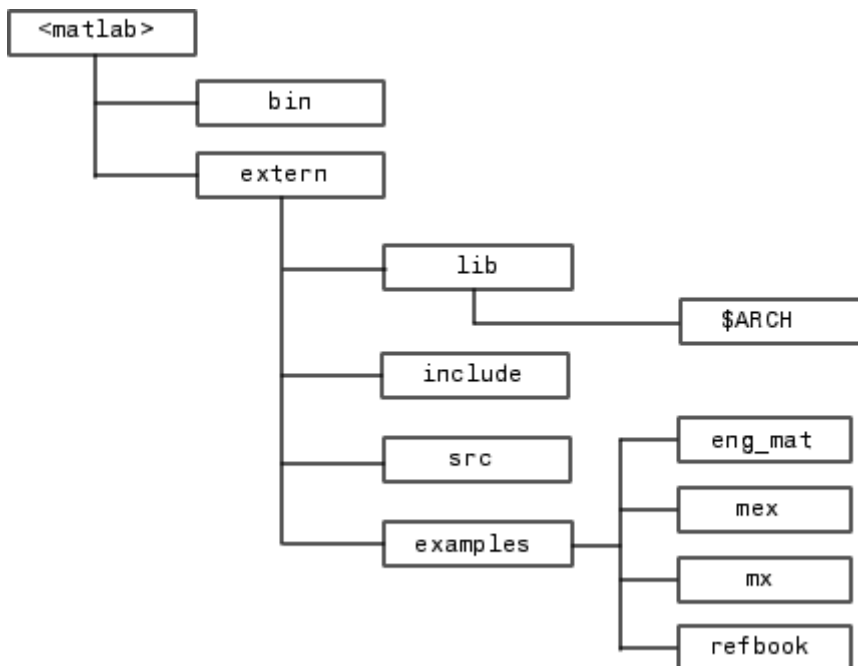 <matlab>
bin
extern
lib
$ARCH
include
eng_mat
src
mex
examples
mx
refbook